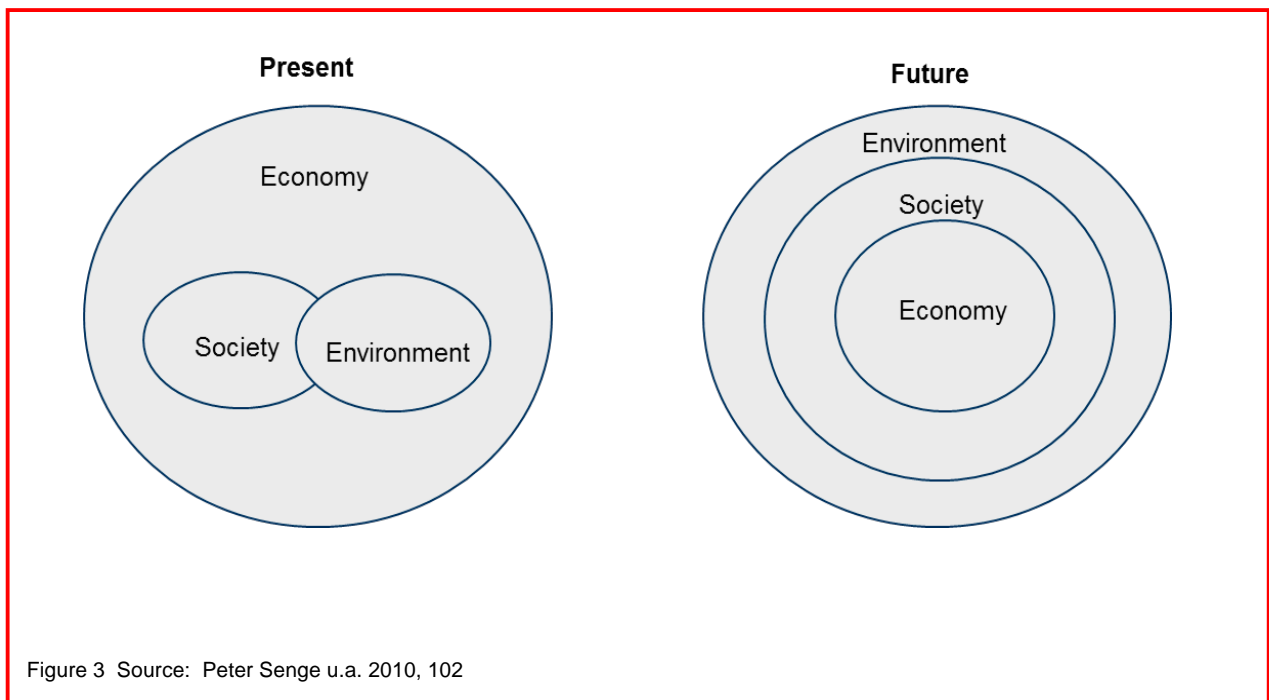 Present
Economy
Society
Environment
Future
Environment
Society
Economy
Figure 3 Source: Peter Senge u.a. 2010, 102